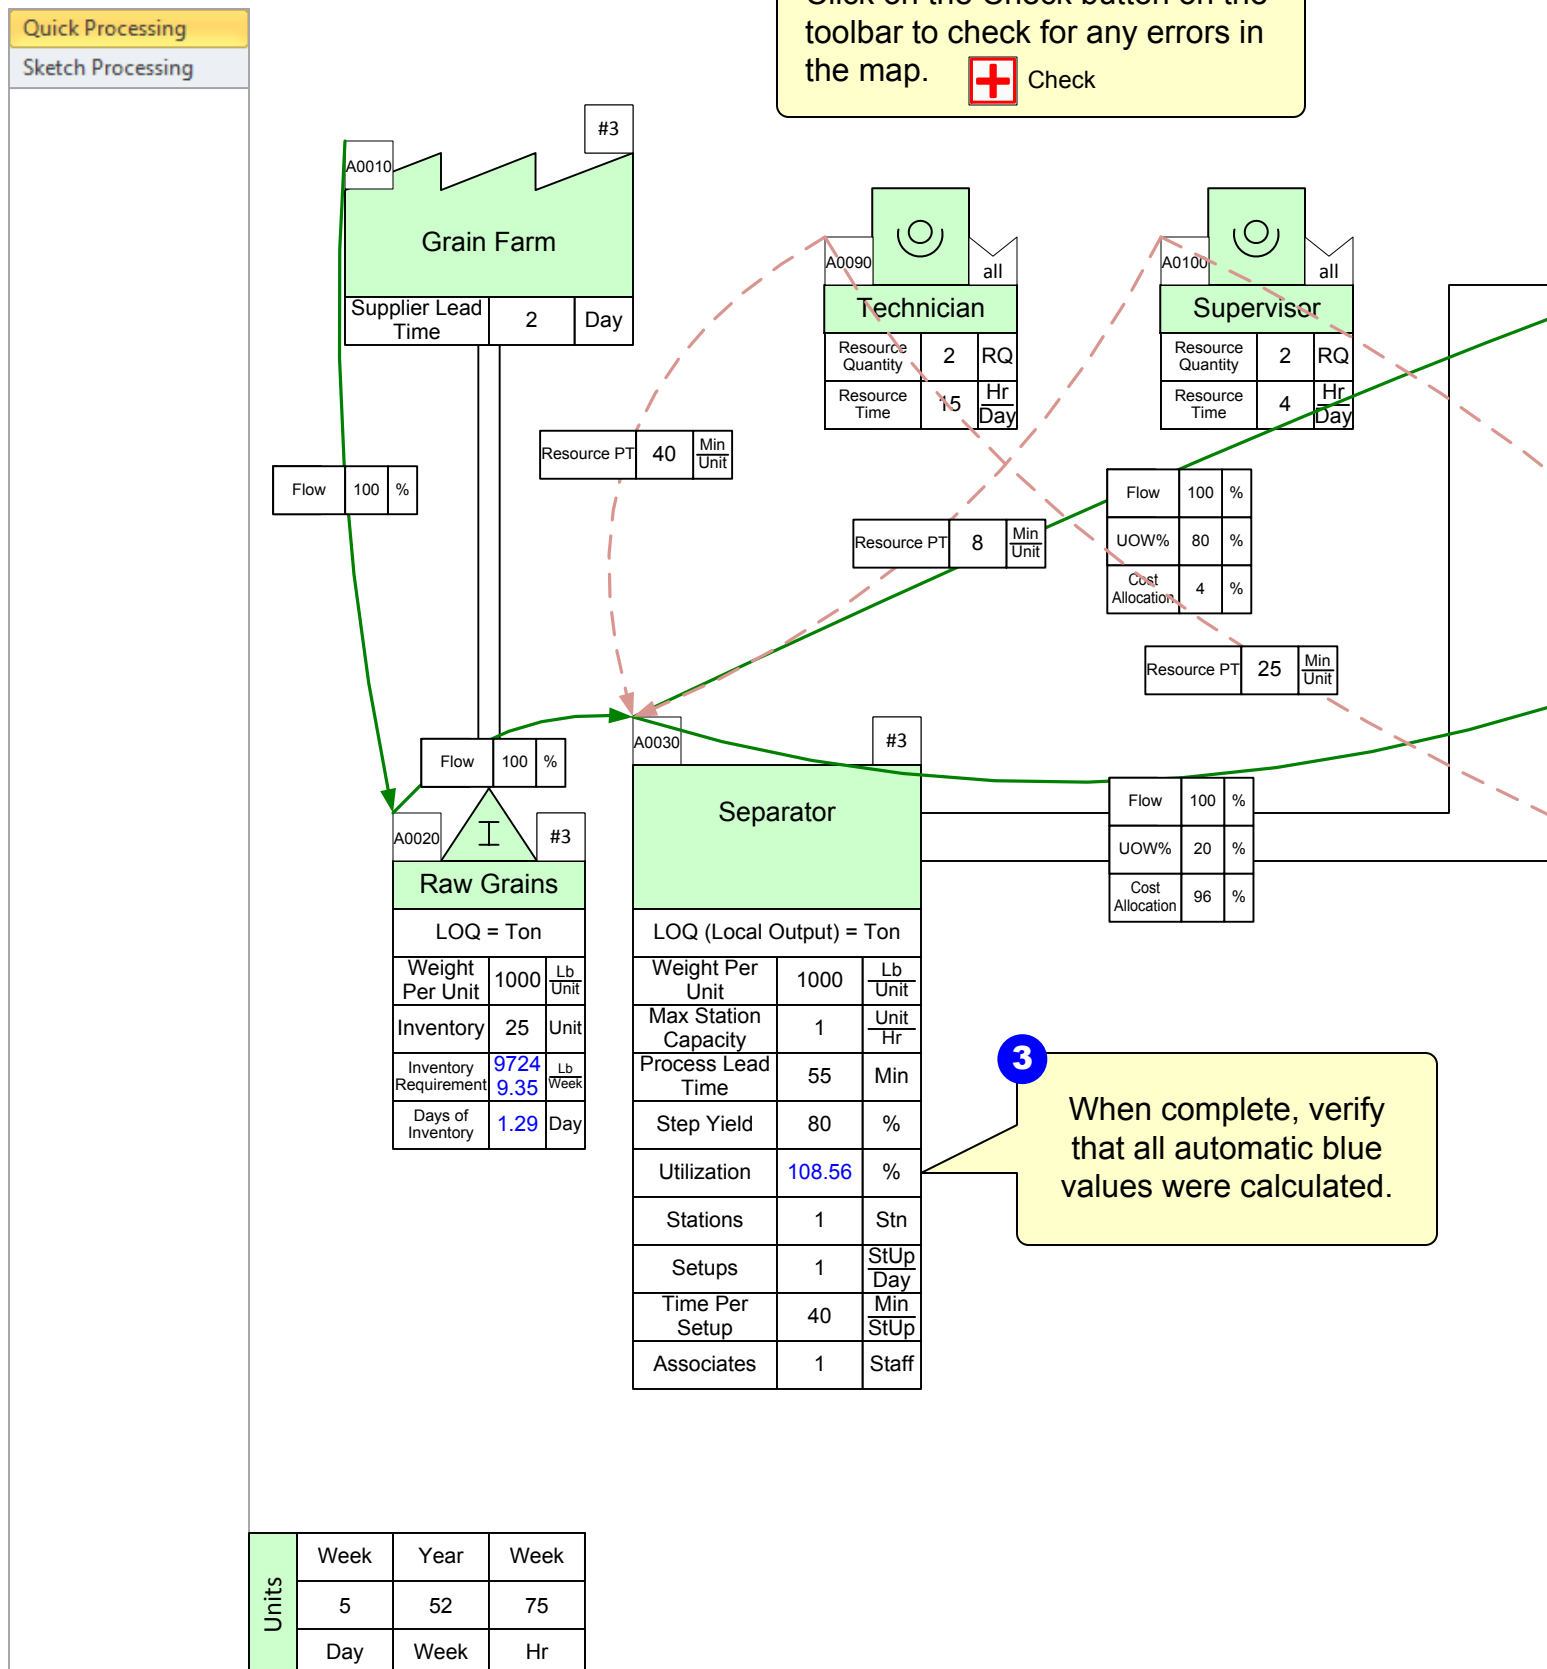 Quick Processing
Sketch Processing
Click on the Check button on the
toolbar to check for any errors in
the map.
Check
#3
A0010
Grain Farm
Supplier Lead
Time
2
Day
A0090
all
Technician
Resource
Quantity
2
RQ
Resource
Time
15
Hr
Day
A0100
all
Supervisor
Resource
Quantity
2
RQ
Resource
Time
4
Hr
Day
Resource PT
40
Min
Unit
Flow
100
%
Resource PT
8
Min
Unit
Flow
100
%
UOW%
80
%
Cost
Allocation
4
%
Resource PT
25
Min
Unit
Flow
100
%
A0020
#3
Raw Grains
LOQ = Ton
Weight
Per Unit
1000
Lb
Unit
Inventory
25
Unit
Inventory
Requirement
9724
9.35
Lb
Week
Days of
Inventory
1.29
Day
A0030
#3
Separator
LOQ (Local Output) = Ton
Weight Per
Unit
1000
Lb
Unit
Max Station
Capacity
1
Unit
Hr
Process Lead
Time
55
Min
Step Yield
80
%
Utilization
108.56
%
Stations
1
Stn
Setups
1
StUp
Day
Time Per
Setup
40
Min
StUp
Associates
1
Staff
Flow
100
%
UOW%
20
%
Cost
Allocation
96
%
3
When complete, verify
that all automatic blue
values were calculated.
Units
Week
Year
Week
5
52
75
Day
Week
Hr